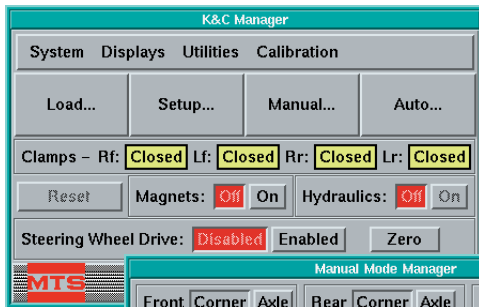 K&C Manager
System Displays Utilities Calibration
Load... Setup... Manual... Auto...
Clamps – Rf: Closed Lf: Closed Rr: Closed Lr: Closed
Reset Magnets: Off On Hydraulics: Off On
Steering Wheel Drive: Disabled Enabled Zero
MTS
Manual Mode Manager
Front Corner Axle Rear Corner Axle